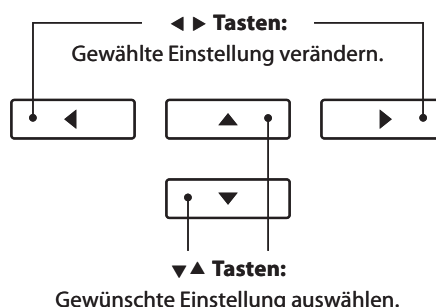 ◀ ▶ Tasten:
Gewählte Einstellung verändern.
▼▲ Tasten:
Gewünschte Einstellung auswählen.